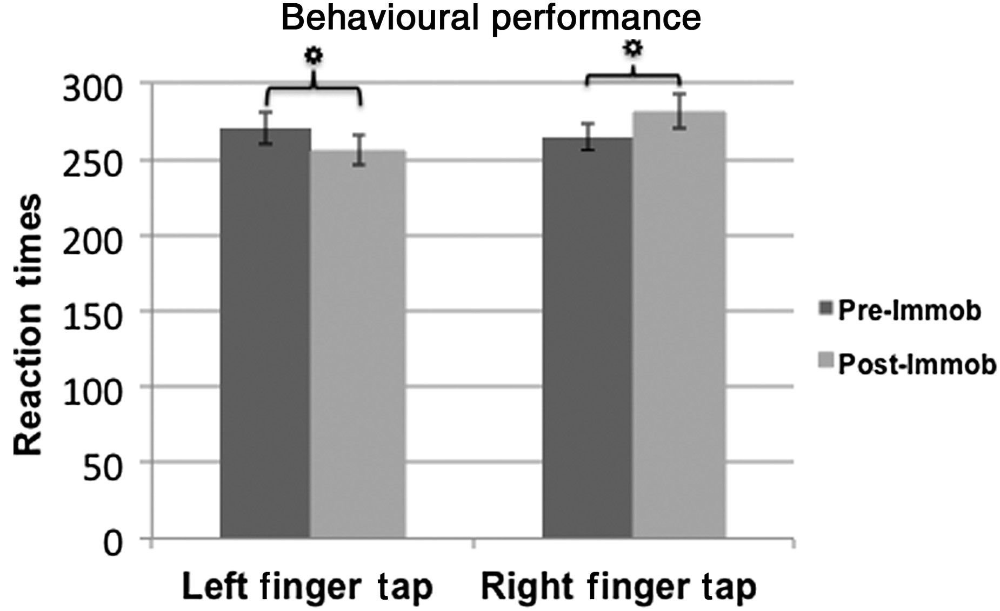 Behavioural performance
300
250
200
150
100
50
0
Reaction times
Left finger tap
Right finger tap
Pre-Immob
Post-Immob